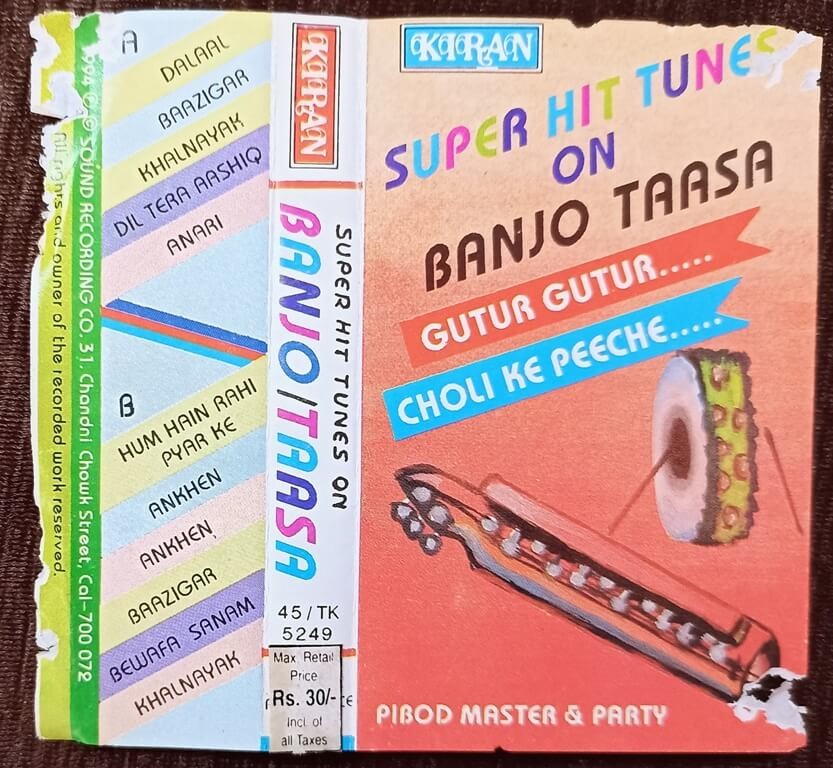 994 © ℗ SOUND RECORDING CO. 31, Chandni Chowk Street, Cal-700 072
owner of the recorded work reserved.
A
DALAAL
BAAZIGAR
KHALNAYAK
DIL TERA AASHIQ
ANARI
B
HUM HAIN RAHI
PYAR KE
ANKHEN
ANKHEN
BAAZIGAR
BEWAFA SANAM
KHALNAYAK
KIRAN
SUPER HIT TUNES ON
BANJO/TAASA
45/TK
5249
Max. Retail
Price
Rs. 30/-
Incl. of
all Taxes
KIRAN
SUPER HIT TUNES
ON
BANJO TAASA
GUTUR GUTUR.....
CHOLI KE PEECHE.....
PIBOD MASTER & PARTY